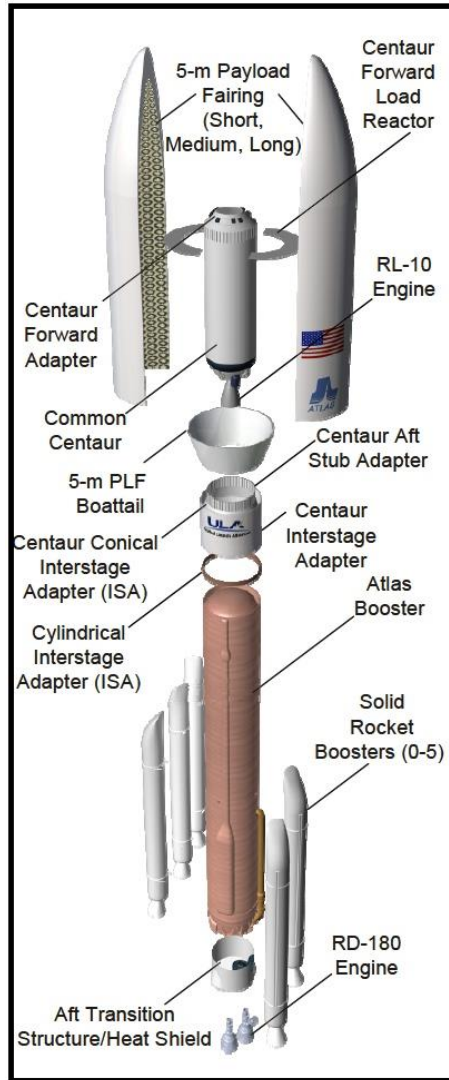 5-m Payload
Fairing
(Short,
Medium, Long)
Centaur
Forward
Load
Reactor
RL-10
Engine
Centaur
Forward
Adapter
ATLAS
Common
Centaur
Centaur Aft
Stub Adapter
5-m PLF
Boattail
ULA
Centaur Conical
Interstage
Adapter (ISA)
Centaur
Interstage
Adapter
Atlas
Booster
Cylindrical
Interstage
Adapter (ISA)
Solid
Rocket
Boosters (0-5)
RD-180
Engine
Aft Transition
Structure/Heat Shield